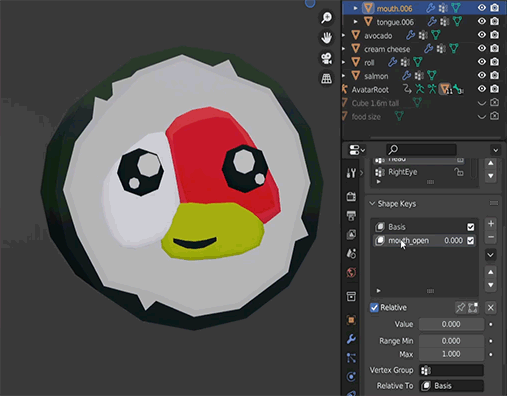 mouth.006
tongue.006
avocado
cream cheese
roll
salmon
AvatarRoot
11
Cube 1.6m tall
food size
Head
RightEye
Shape Keys
Basis
mouth_open 0.000
Relative
Value 0.000
Range Min 0.000
Max 1.000
Vertex Group
Relative To Basis